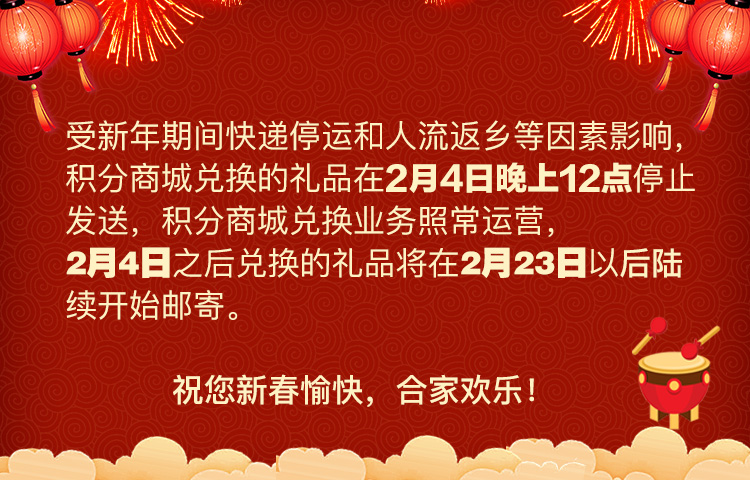 受新年期间快递停运和人流返乡等因素影响，
积分商城兑换的礼品在2月4日晚上12点停止
发送，积分商城兑换业务照常运营，
2月4日之后兑换的礼品将在2月23日以后陆
续开始邮寄。
祝您新春愉快，合家欢乐！